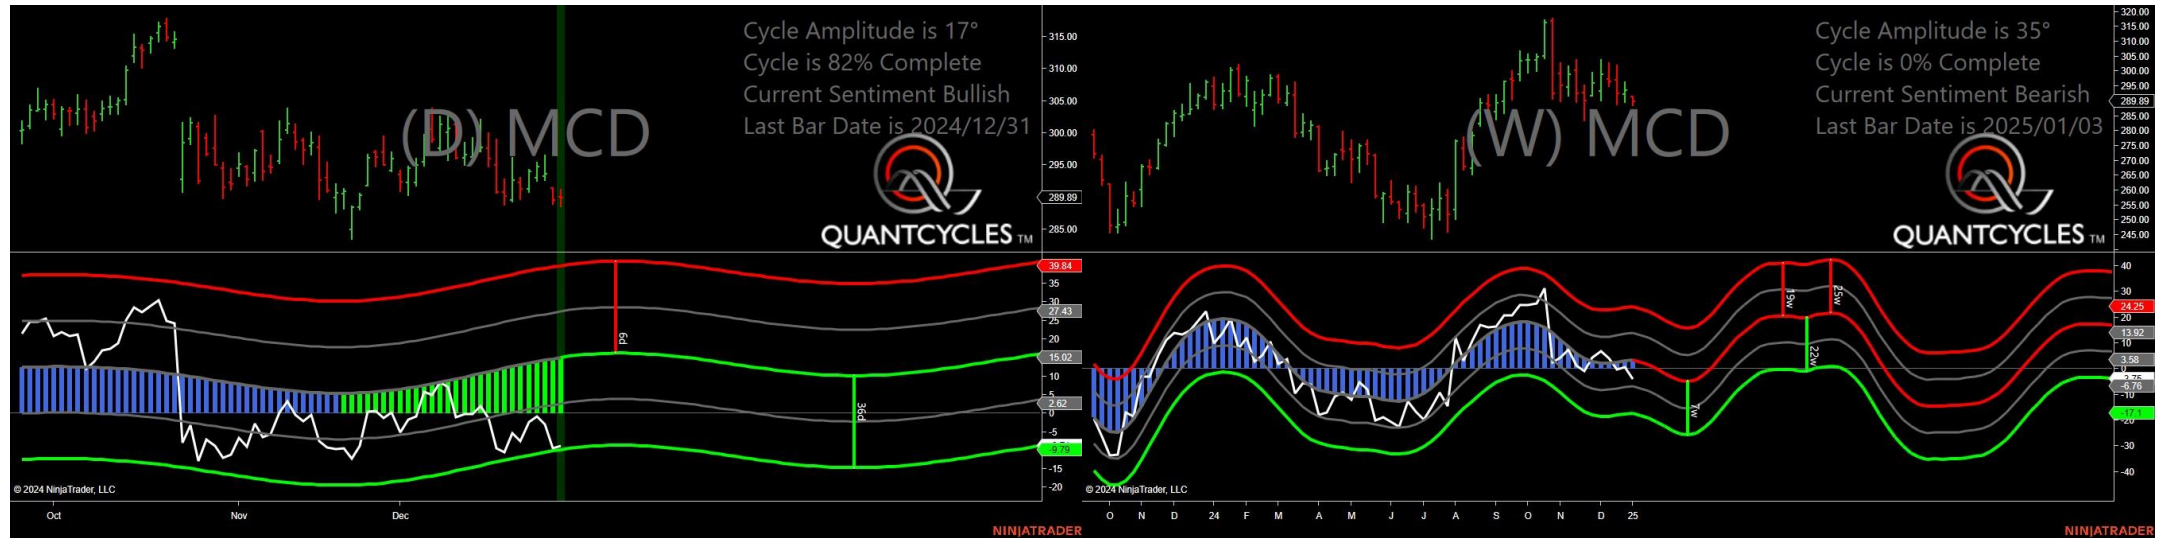 Cycle Amplitude is 17°
Cycle is 82% Complete
Current Sentiment Bullish
Last Bar Date is 2024/12/31
(D) MCD
QUANTCYCLES TM
315.00
310.00
305.00
300.00
295.00
289.89
285.00
39.84
35
30
27.43
25
20
15.02
10
5
2.62
0
-5
-9.79
-15
-20
6d
36d
© 2024 NinjaTrader, LLC
Oct
Nov
Dec
NINJATRADER
Cycle Amplitude is 35°
Cycle is 0% Complete
Current Sentiment Bearish
Last Bar Date is 2025/01/03
(W) MCD
QUANTCYCLES TM
320.00
315.00
310.00
305.00
300.00
295.00
289.89
285.00
280.00
275.00
270.00
265.00
260.00
255.00
250.00
245.00
40
30
24.25
20
13.92
10
3.58
0
-6.76
-10
-17.1
-20
-30
-40
19w
25w
22w
7w
© 2024 NinjaTrader, LLC
O N D 24 F M A M J J A S O N D 25
NINJATRADER